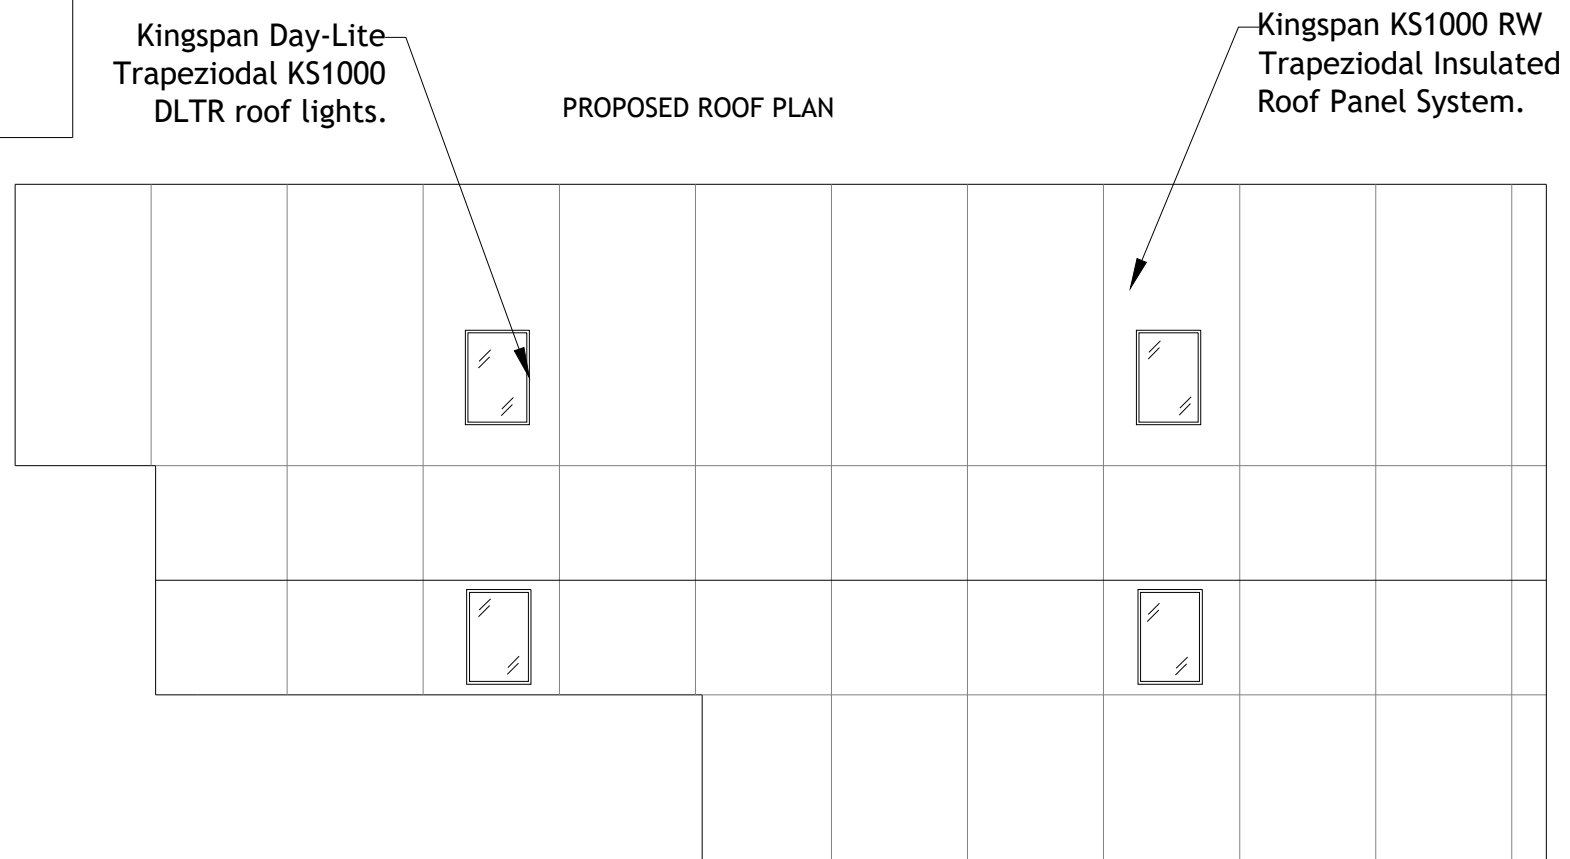 Kingspan Day-Lite
Trapeziodal KS1000
DLTR roof lights.
PROPOSED ROOF PLAN
Kingspan KS1000 RW
Trapeziodal Insulated
Roof Panel System.